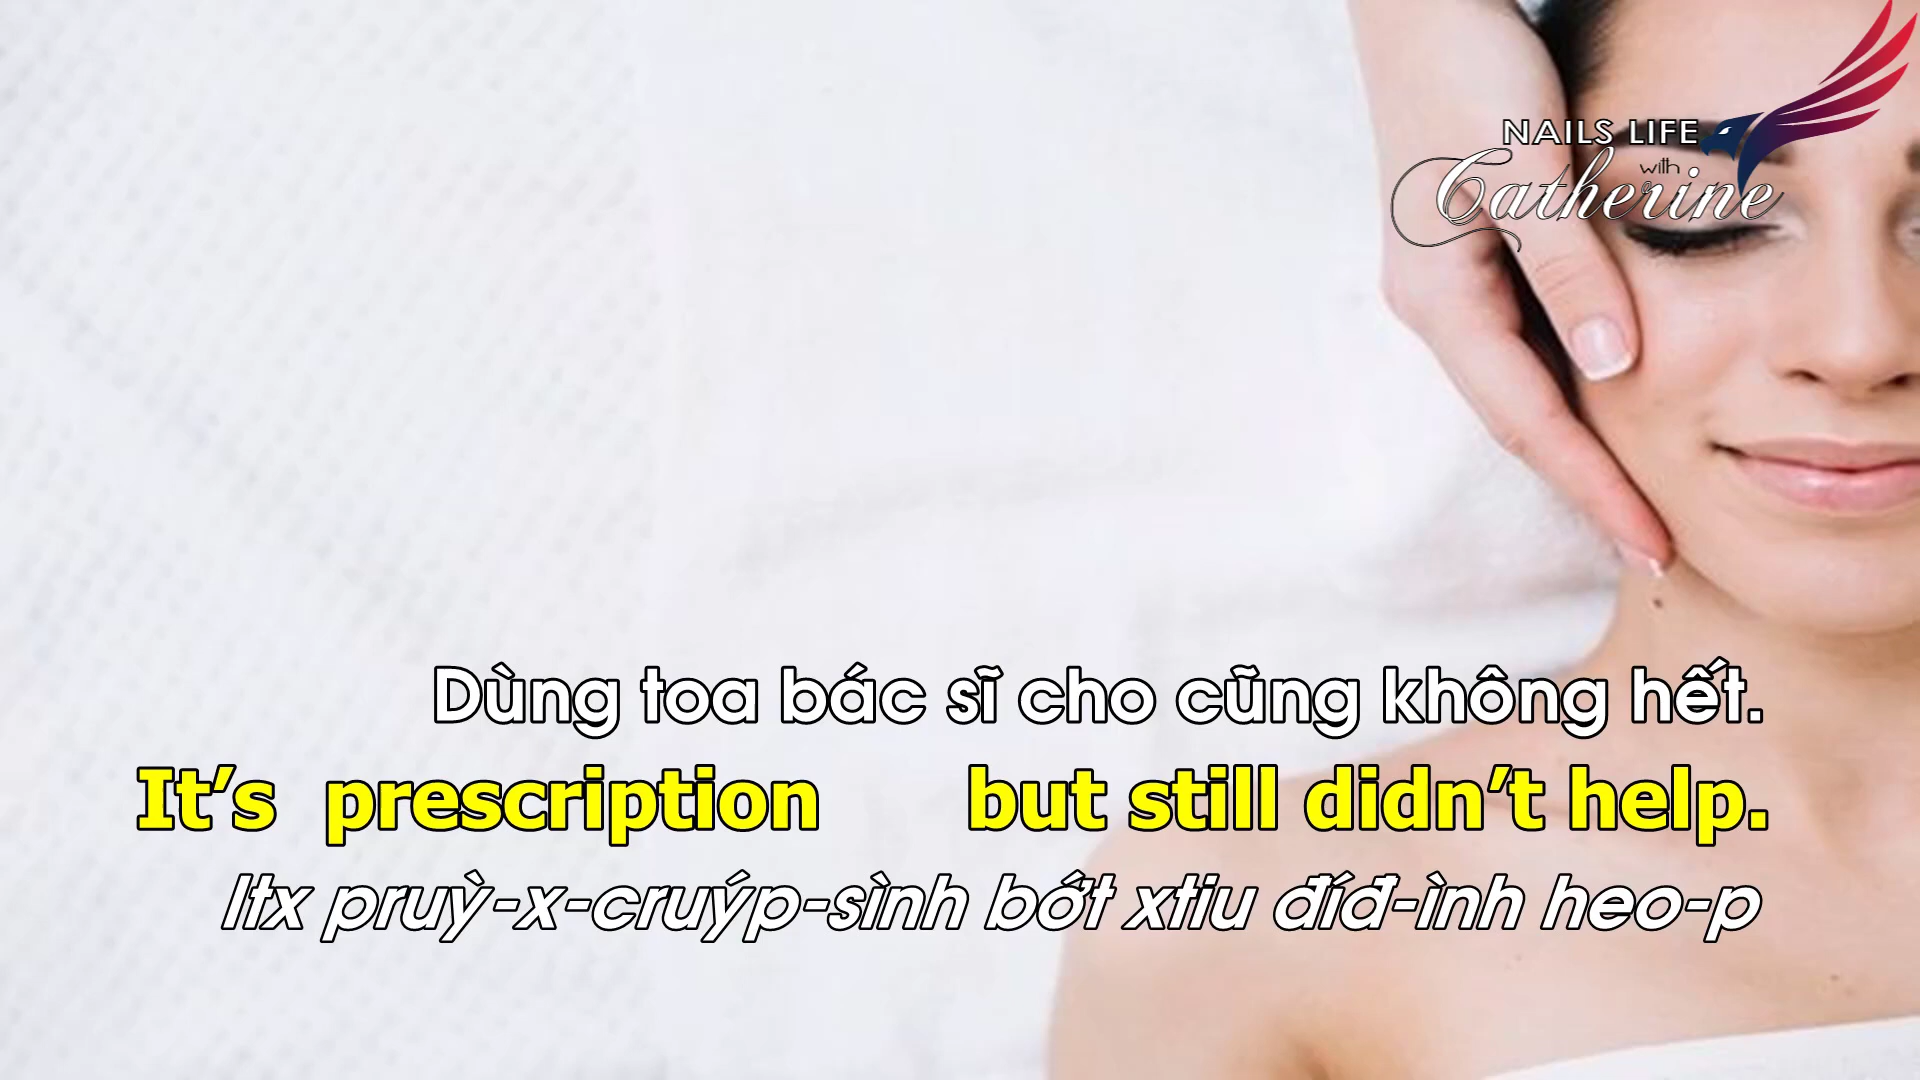 NAILS LIFE
with
Catherine
Dùng toa bác sĩ cho cũng không hết.
It’s prescription but still didn’t help.
Itx pruỳ-x-cruýp-sình bớt xtiu đíđ-ình heo-p